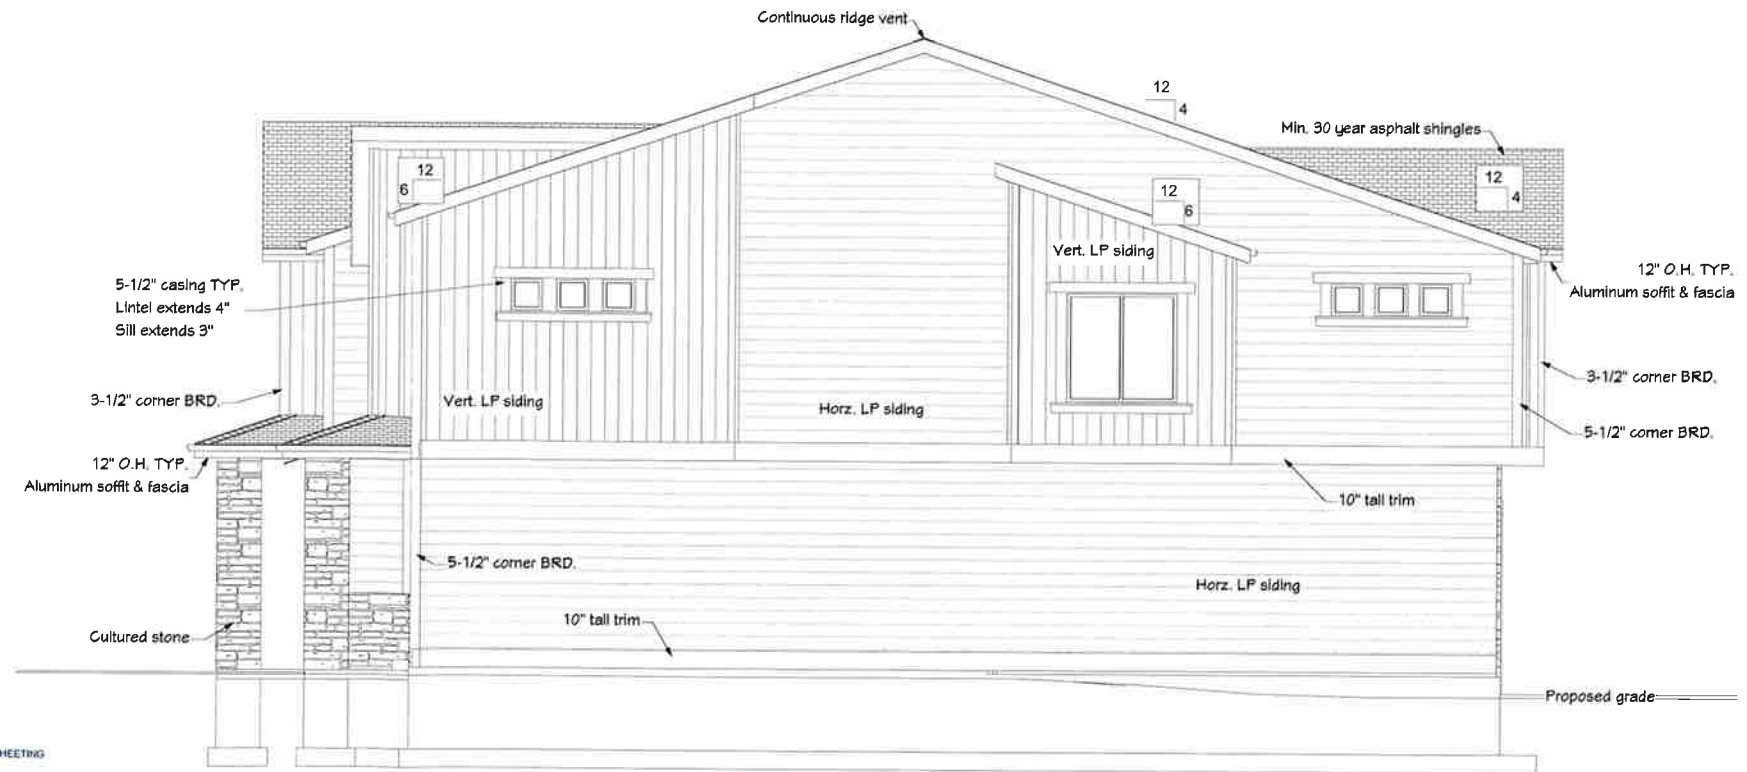 Continuous ridge vent
12
4
Min. 30 year asphalt shingles
12
6
12
4
12
6
Vert. LP siding
5-1/2" casing TYP.
Lintel extends 4"
Sill extends 3"
12" O.H. TYP.
Aluminum soffit & fascia
3-1/2" corner BRD.
3-1/2" corner BRD.
Vert. LP siding
Horz. LP siding
5-1/2" corner BRD.
12" O.H. TYP.
Aluminum soffit & fascia
10" tall trim
5-1/2" corner BRD.
Horz. LP siding
10" tall trim
Cultured stone
Proposed grade
HEETING